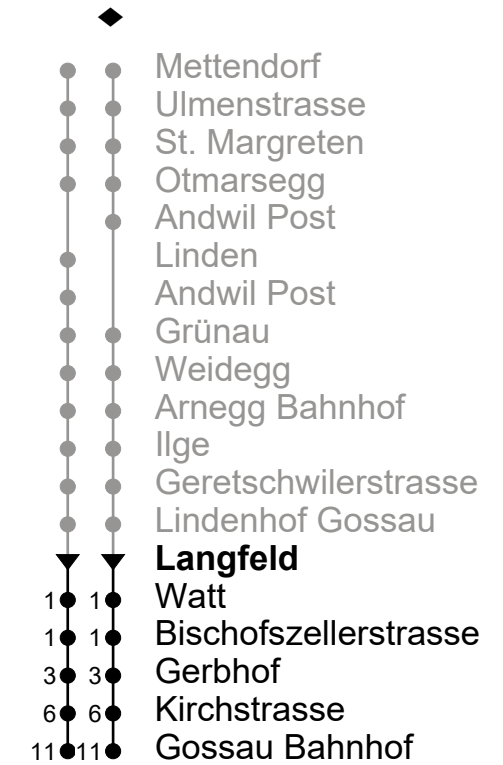 Mettendorf
Ulmenstrasse
St. Margreten
Otmarsegg
Andwil Post
Linden
Andwil Post
Grünau
Weidegg
Arnegg Bahnhof
Ilge
Geretschwilerstrasse
Lindenhof Gossau
Langfeld
1 1 Watt
1 1 Bischofszellerstrasse
3 3 Gerbhof
6 6 Kirchstrasse
11 11 Gossau Bahnhof